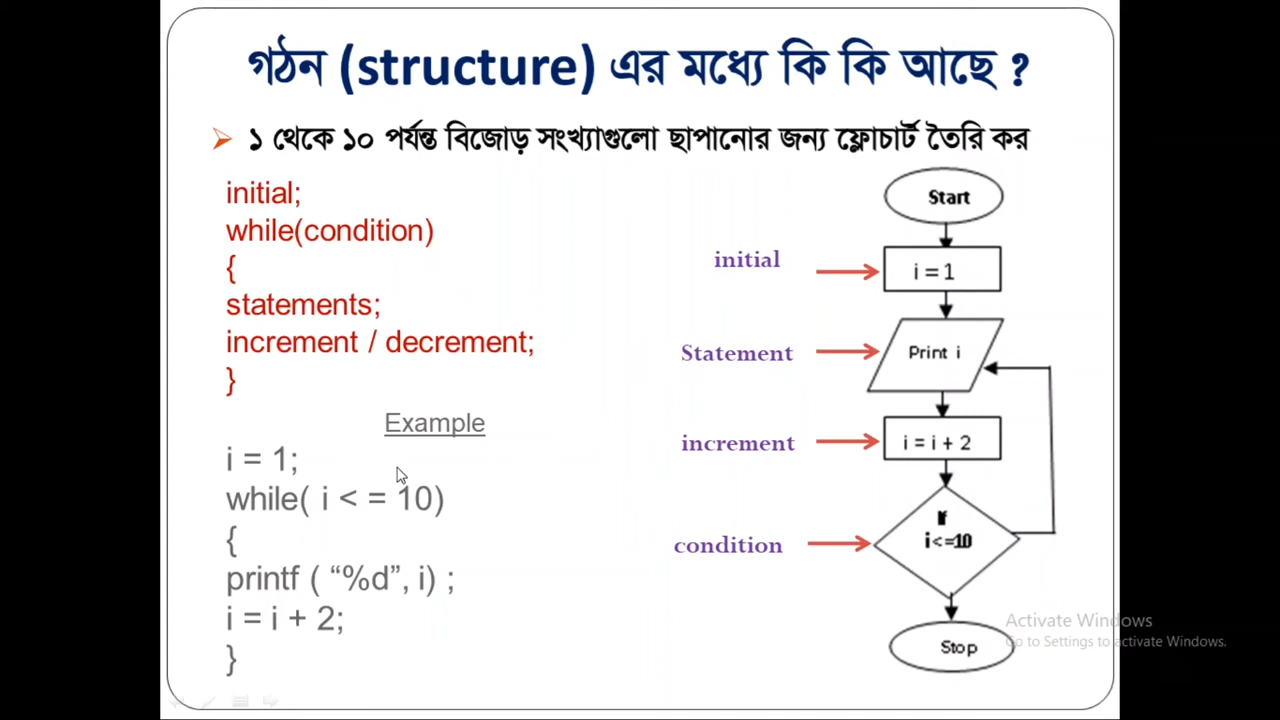 গঠন (structure) এর মধ্যে কি কি আছে ?
➢ ১ থেকে ১০ পর্যন্ত বিজোড় সংখ্যাগুলো ছাপানোর জন্য ফ্লোচার্ট তৈরি কর
initial;
while(condition)
{
statements;
increment / decrement;
}
Example
i = 1;
while( i < = 10)
{
printf ( “%d”, i) ;
i = i + 2;
}
Start
initial
i = 1
Statement
Print i
increment
i = i + 2
condition
If
i<=10
Stop
Activate Windows
Go to Settings to activate Windows.